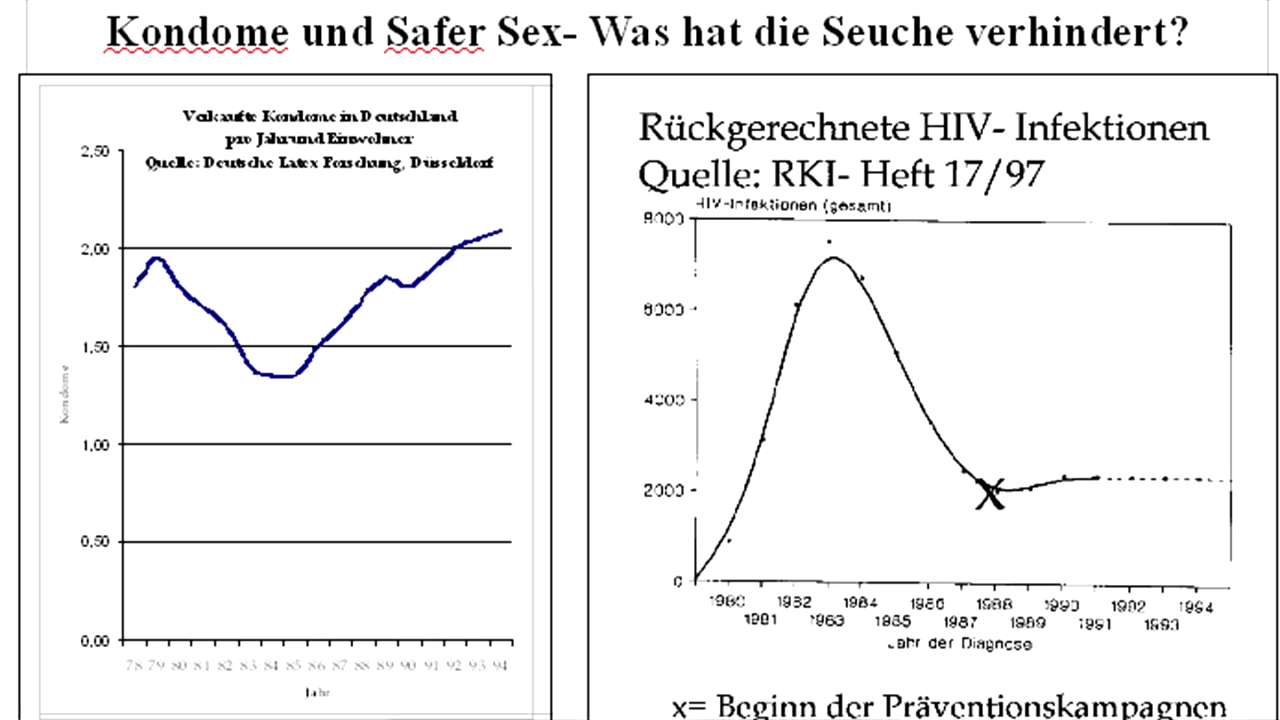 Kondome und Safer Sex- Was hat die Seuche verhindert?
Verkaufte Kondome in Deutschland
pro Jahr und Einwohner
Quelle: Deutsche Latex Forschung, Düsseldorf
2,50
2,00
1,50
1,00
0,50
0,00
Kondome
78 79 80 81 82 83 84 85 86 87 88 89 90 91 92 93 94
Jahr
Rückgerechnete HIV- Infektionen
Quelle: RKI- Heft 17/97
HIV-Infektionen (gesamt)
8000
6000
4000
2000
0
1980 1982 1984 1986 1988 1990 1992 1994
1981 1983 1985 1987 1989 1991 1993
Jahr der Diagnose
X
x= Beginn der Präventionskampagnen